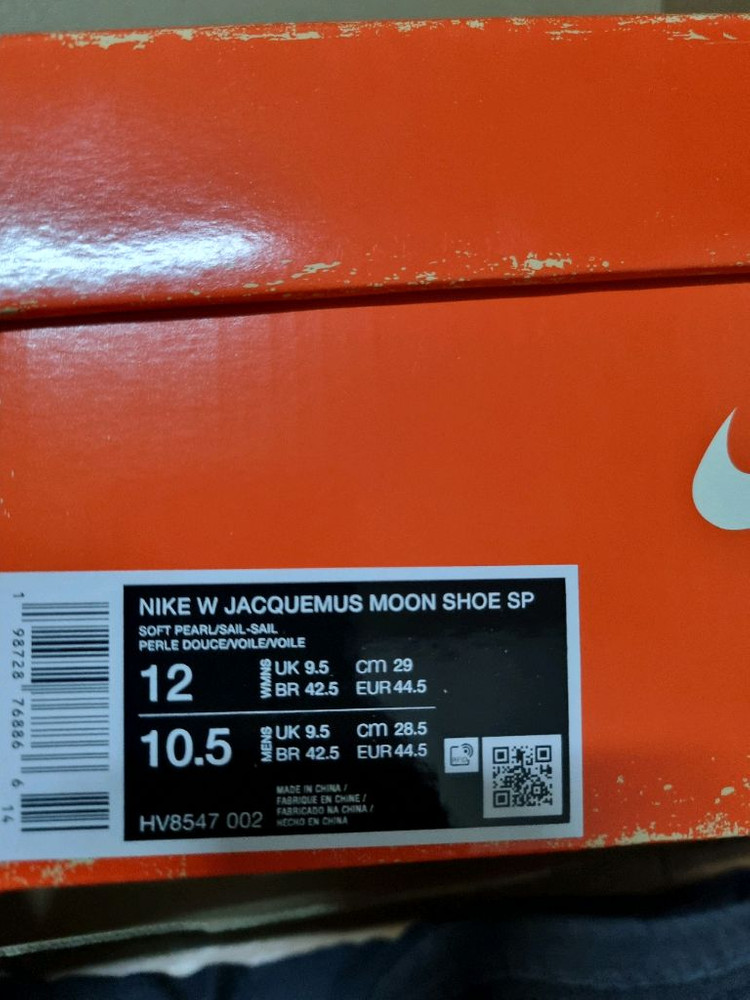 NIKE W JACQUEMUS MOON SHOE SP
SOFT PEARL/SAIL-SAIL
PERLE DOUCE/VOILE/VOILE
12 WMNS UK 9.5 cm 29
BR 42.5 EUR 44.5
10.5 MENS UK 9.5 cm 28.5
BR 42.5 EUR 44.5
RFID
HV8547 002
MADE IN CHINA /
FABRIQUE EN CHINE /
FABRICADO NA CHINA /
HECHO EN CHINA
1 98728 76886 6 14